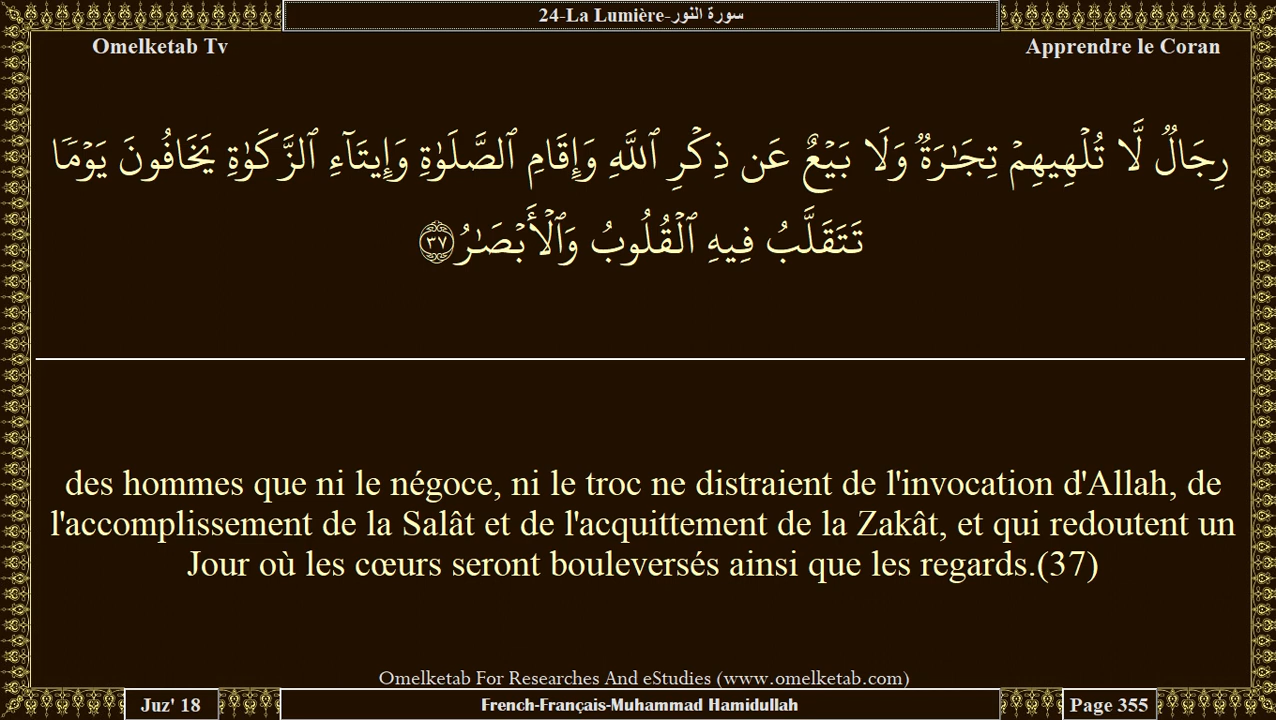 24-La Lumière-سورة النور
Omelketab Tv
Apprendre le Coran
رِجَالٌ لَّا تُلْهِيهِمْ تِجَٰرَةٌ وَلَا بَيْعٌ عَن ذِكْرِ ٱللَّهِ وَإِقَامِ ٱلصَّلَوٰةِ وَإِيتَآءِ ٱلزَّكَوٰةِ يَخَافُونَ يَوْمًا
تَتَقَلَّبُ فِيهِ ٱلْقُلُوبُ وَٱلْأَبْصَٰرُ ٣٧
des hommes que ni le négoce, ni le troc ne distraient de l'invocation d'Allah, de
l'accomplissement de la Salât et de l'acquittement de la Zakât, et qui redoutent un
Jour où les cœurs seront bouleversés ainsi que les regards.(37)
Omelketab For Researches And eStudies (www.omelketab.com)
Juz' 18
French-Français-Muhammad Hamidullah
Page 355